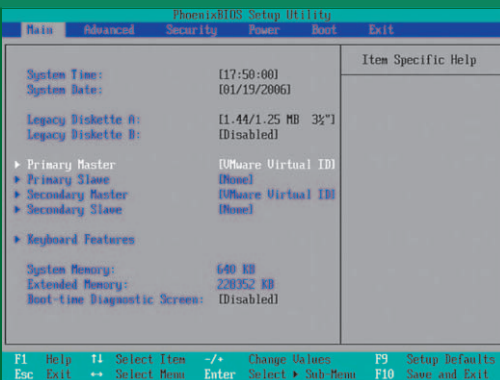 PhoenixBIOS Setup Utility
Main Advanced Security Power Boot Exit
Item Specific Help
System Time: [17:50:00]
System Date: [01/19/2006]
Legacy Diskette A: [1.44/1.25 MB 3½"]
Legacy Diskette B: [Disabled]
▶ Primary Master [VMware Virtual ID]
▶ Primary Slave [None]
▶ Secondary Master [VMware Virtual ID]
▶ Secondary Slave [None]
▶ Keyboard Features
System Memory: 640 KB
Extended Memory: 228352 KB
Boot-time Diagnostic Screen: [Disabled]
F1 Help ↑↓ Select Item -/+ Change Values F9 Setup Defaults
Esc Exit ↔ Select Menu Enter Select ▶ Sub-Menu F10 Save and Exit